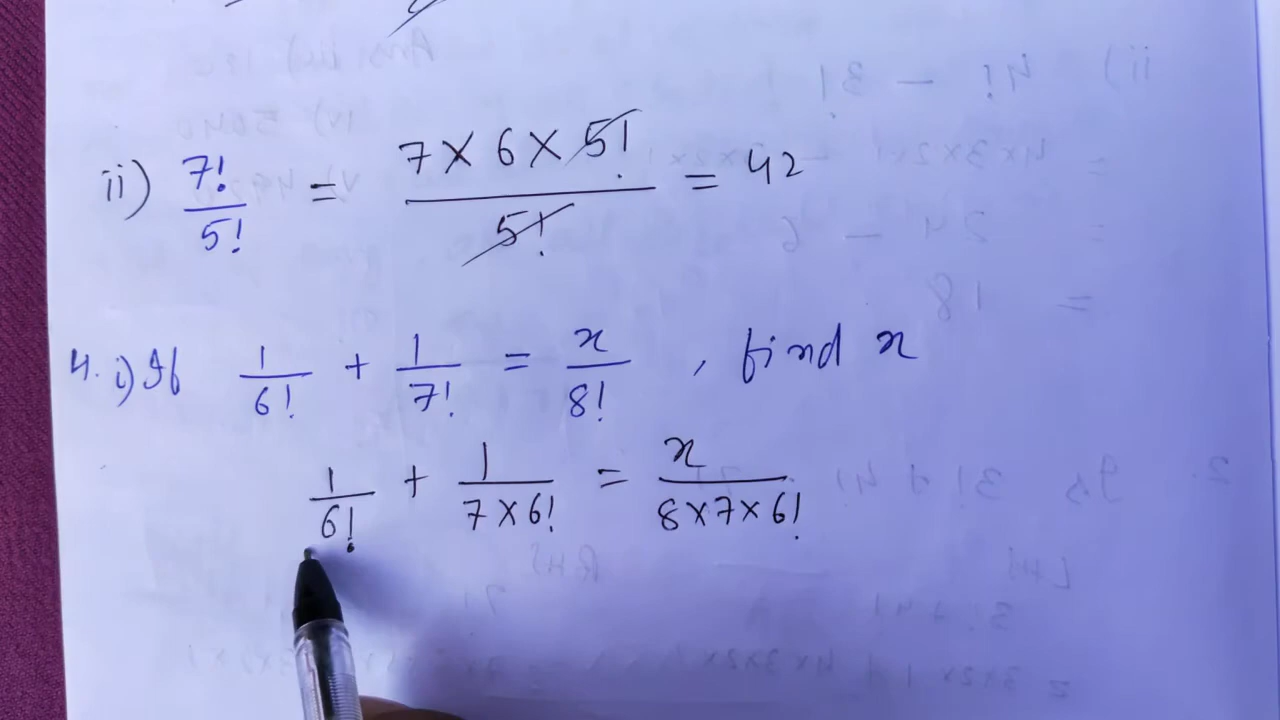 ii) 7!/5! = 7 × 6 × 5!/5! = 42
4. i) If 1/6! + 1/7! = x/8! , find x
1/6! + 1/7×6! = x/8×7×6!